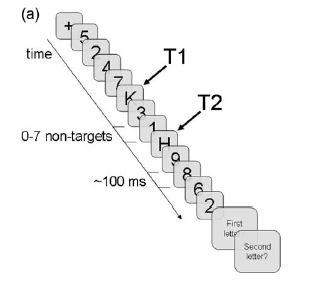 (a)
+
5
2
time
4
7
T1
K
3
T2
1
0-7 non-targets
H
9
~100 ms
8
6
2
First
letter?
Second
letter?